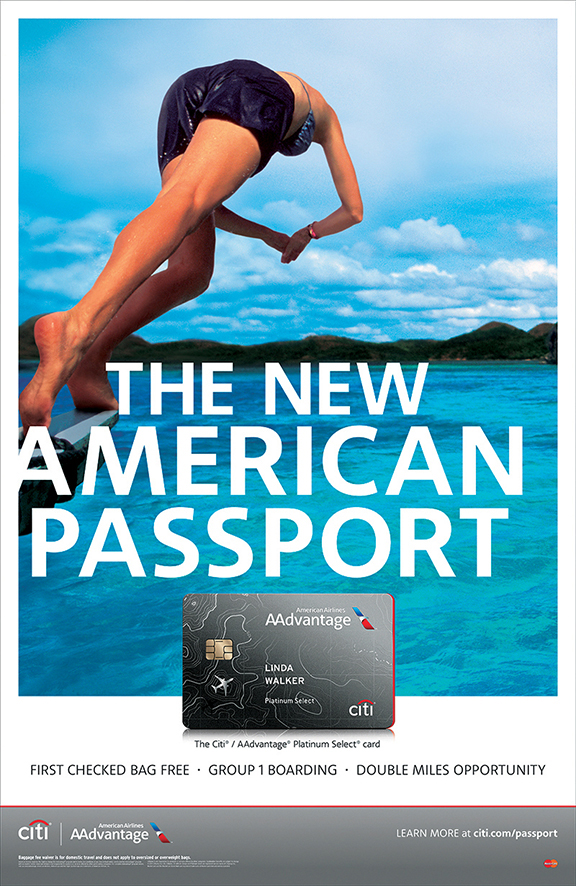 THE NEW
AMERICAN
PASSPORT
American Airlines
AAdvantage
LINDA
WALKER
Platinum Select®
citi®
The Citi® / AAdvantage® Platinum Select® card
FIRST CHECKED BAG FREE · GROUP 1 BOARDING · DOUBLE MILES OPPORTUNITY
citi®
American Airlines
AAdvantage
LEARN MORE at citi.com/passport
Baggage fee waiver is for domestic travel and does not apply to oversized or overweight bags.